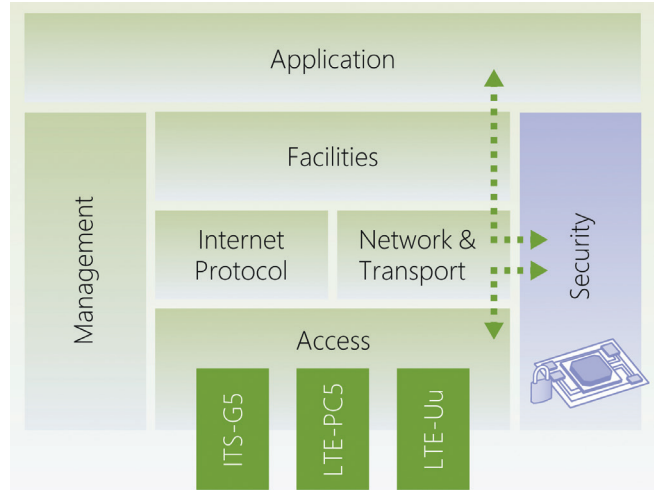 Application
Management
Facilities
Internet
Protocol
Network &
Transport
Security
Access
ITS-G5
LTE-PC5
LTE-Uu